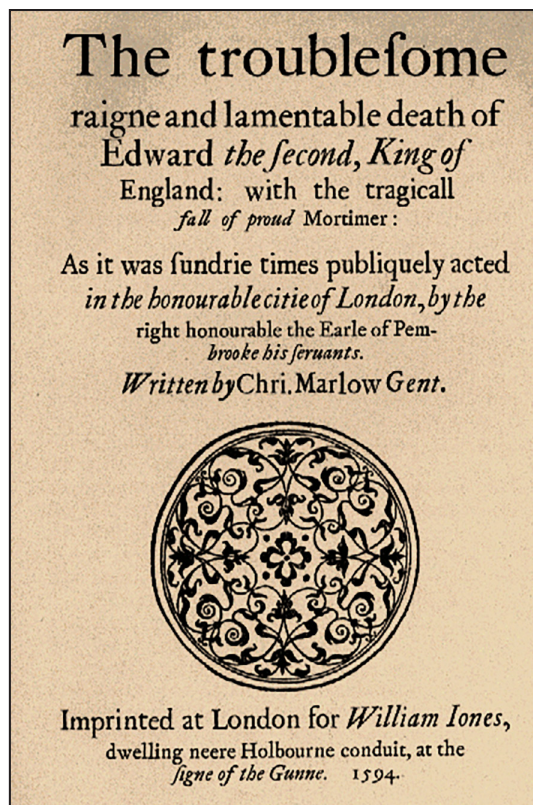 The troubleſome
raigne and lamentable death of
Edward the ſecond, King of
England: with the tragicall
fall of proud Mortimer:
As it was ſundrie times publiquely acted
in the honourable citie of London, by the
right honourable the Earle of Pem-
brooke his ſeruants.
Written by Chri. Marlow Gent.
Imprinted at London for William Iones,
dwelling neere Holbourne conduit, at the
ſigne of the Gunne. 1594.